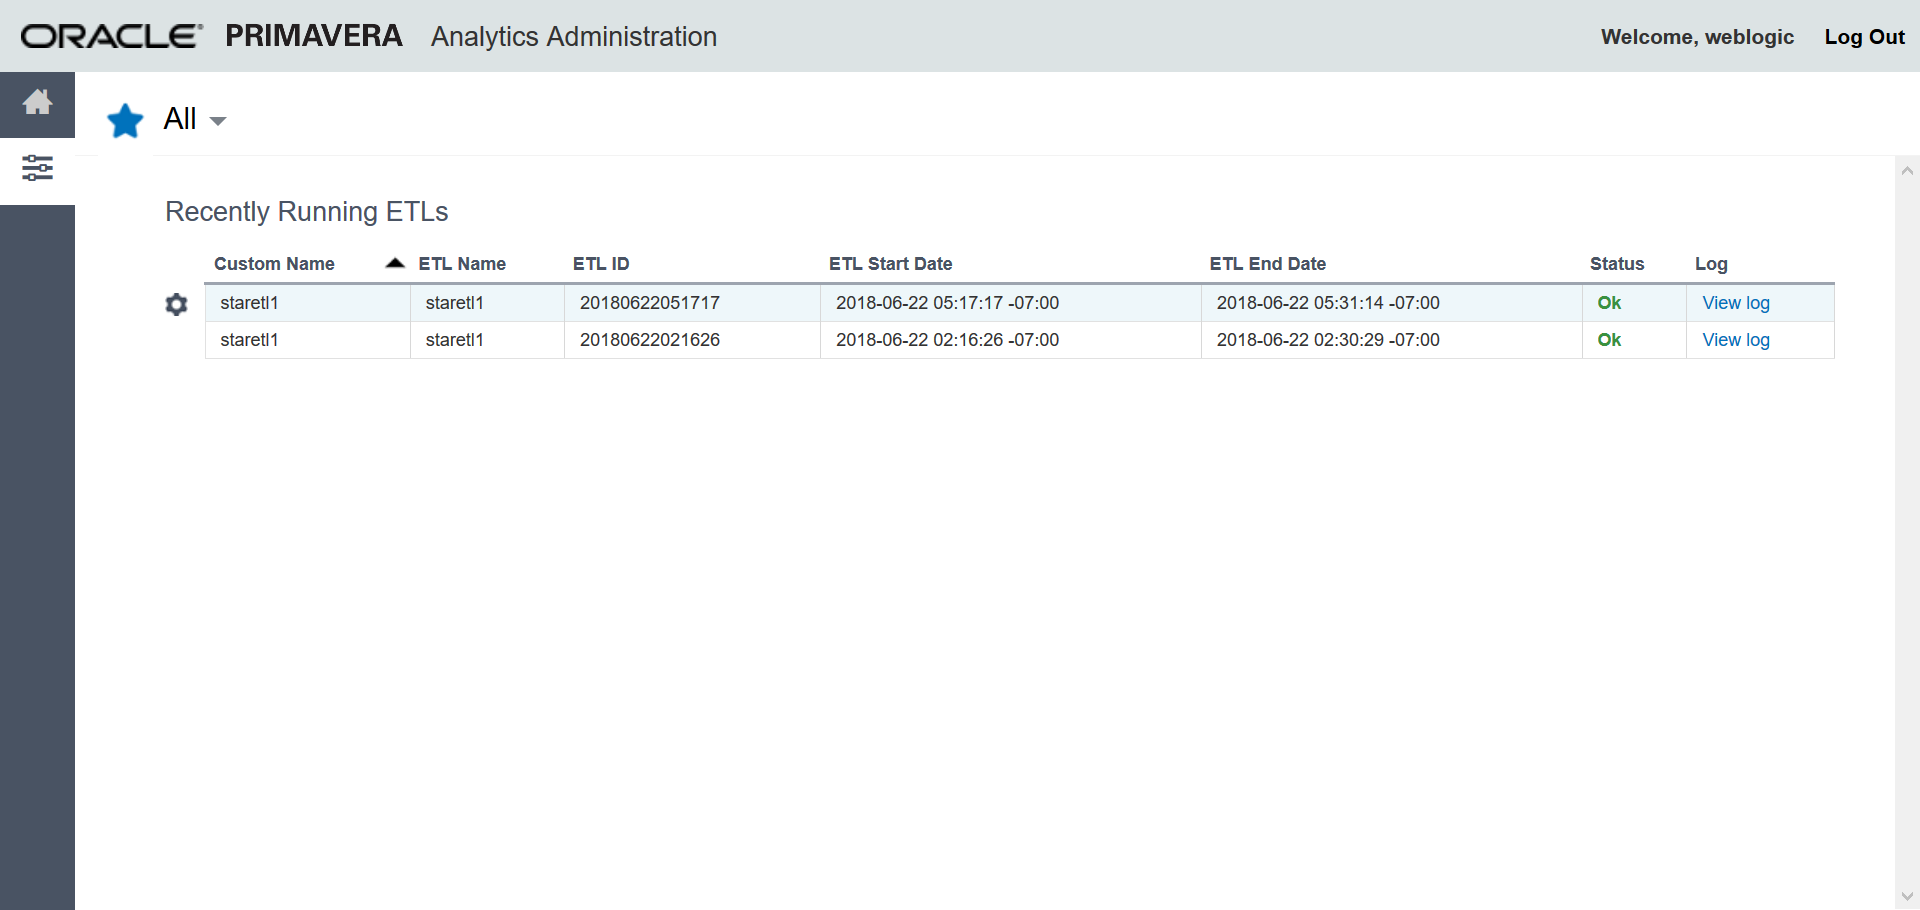 ORACLE® PRIMAVERA Analytics Administration Welcome, weblogic Log Out
All
Recently Running ETLs
Custom Name ETL Name ETL ID ETL Start Date ETL End Date Status Log
staretl1 staretl1 20180622051717 2018-06-22 05:17:17 -07:00 2018-06-22 05:31:14 -07:00 Ok View log
staretl1 staretl1 20180622021626 2018-06-22 02:16:26 -07:00 2018-06-22 02:30:29 -07:00 Ok View log